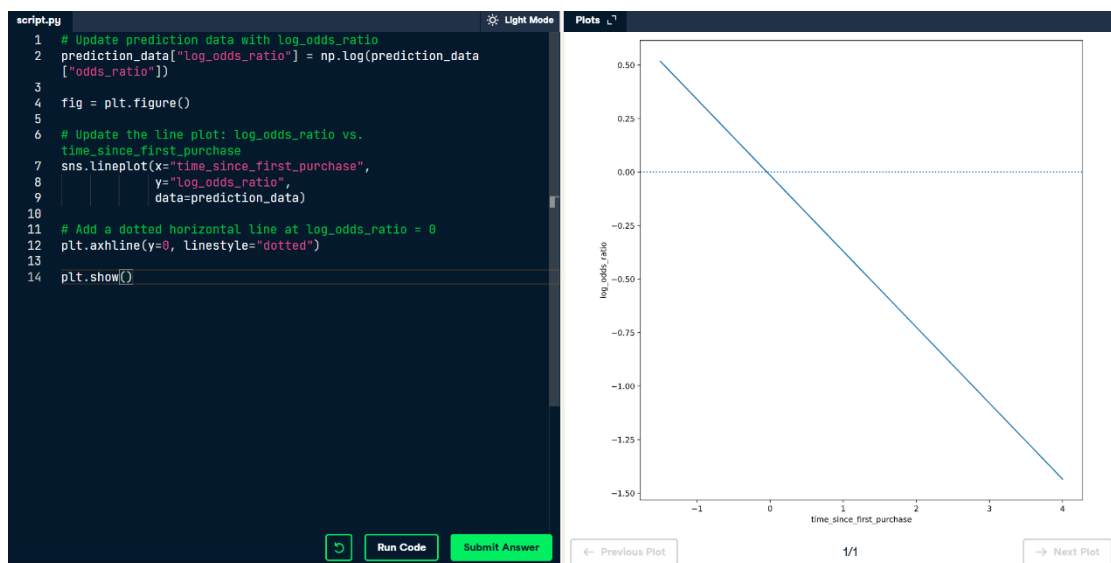 script.py
Light Mode
1 # Update prediction data with log_odds_ratio
2 prediction_data["log_odds_ratio"] = np.log(prediction_data
["odds_ratio"])
3
4 fig = plt.figure()
5
6 # Update the line plot: log_odds_ratio vs.
time_since_first_purchase
7 sns.lineplot(x="time_since_first_purchase",
8 y="log_odds_ratio",
9 data=prediction_data)
10
11 # Add a dotted horizontal line at log_odds_ratio = 0
12 plt.axhline(y=0, linestyle="dotted")
13
14 plt.show()
Run Code
Submit Answer
Plots
0.50
0.25
0.00
−0.25
−0.50
−0.75
−1.00
−1.25
−1.50
log_odds_ratio
−1 0 1 2 3 4
time_since_first_purchase
← Previous Plot
1/1
→ Next Plot